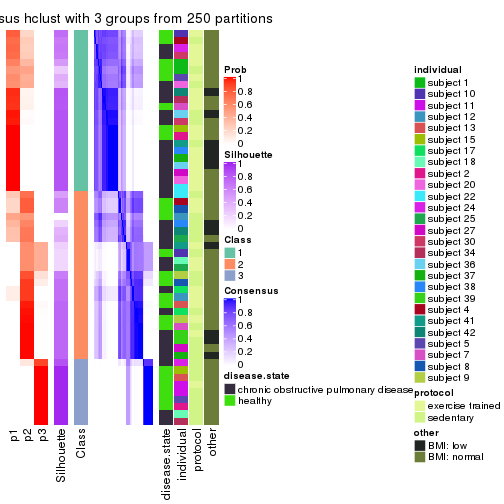 sus hclust with 3 groups from 250 partitions
p1
p2
p3
Silhouette
Class
disease.state
individual
protocol
other
Prob
1
0.8
0.6
0.4
0.2
0
Silhouette
1
0.8
0.6
0.4
0.2
0
Class
1
2
3
Consensus
1
0.8
0.6
0.4
0.2
0
disease.state
chronic obstructive pulmonary disease
healthy
individual
subject 1
subject 10
subject 11
subject 12
subject 13
subject 15
subject 17
subject 18
subject 2
subject 20
subject 22
subject 24
subject 25
subject 27
subject 30
subject 34
subject 36
subject 37
subject 38
subject 39
subject 4
subject 41
subject 42
subject 5
subject 7
subject 8
subject 9
protocol
exercise trained
sedentary
other
BMI: low
BMI: normal